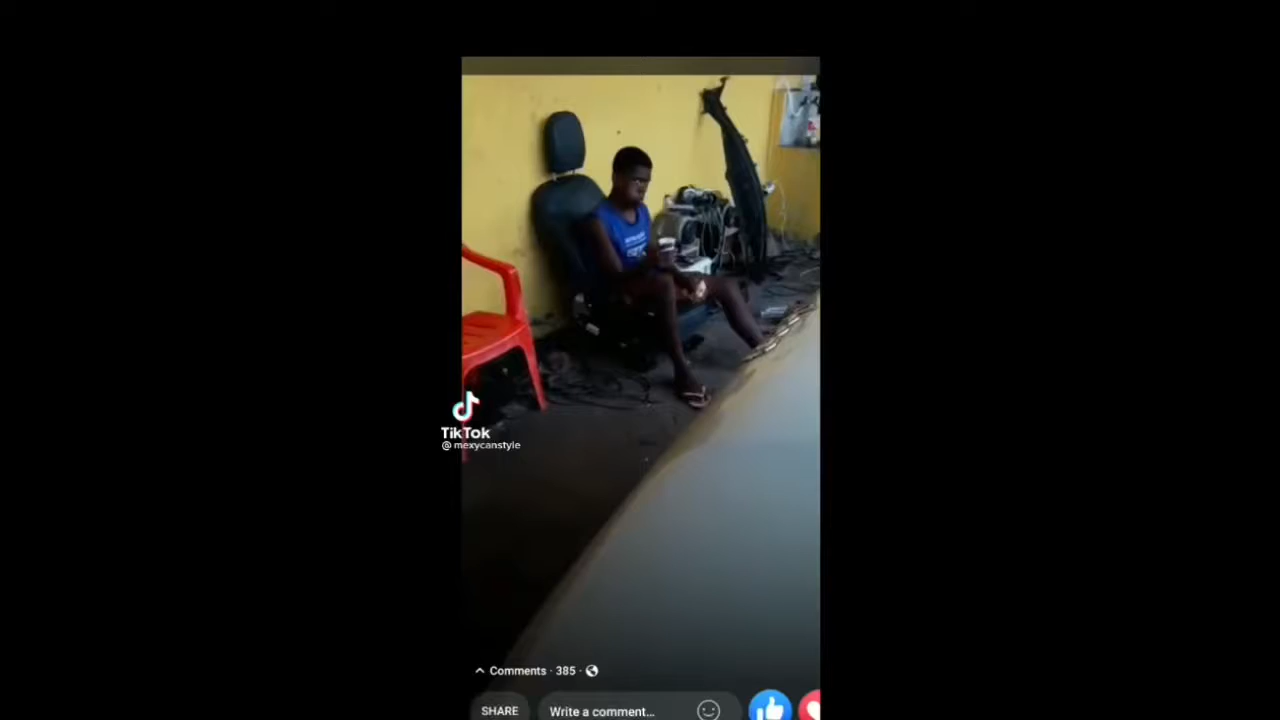 TikTok
@mexycanstyle
Comments · 385 ·
SHARE
Write a comment...